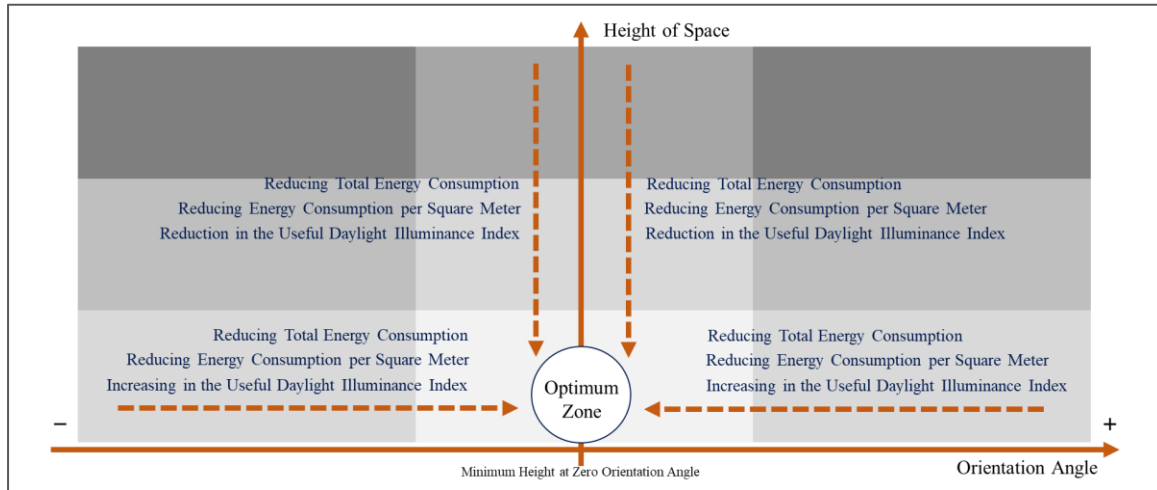 Height of Space
Reducing Total Energy Consumption
Reducing Energy Consumption per Square Meter
Reduction in the Useful Daylight Illuminance Index
Reducing Total Energy Consumption
Reducing Energy Consumption per Square Meter
Reduction in the Useful Daylight Illuminance Index
Reducing Total Energy Consumption
Reducing Energy Consumption per Square Meter
Increasing in the Useful Daylight Illuminance Index
Optimum
Zone
Reducing Total Energy Consumption
Reducing Energy Consumption per Square Meter
Increasing in the Useful Daylight Illuminance Index
–
+
Minimum Height at Zero Orientation Angle
Orientation Angle